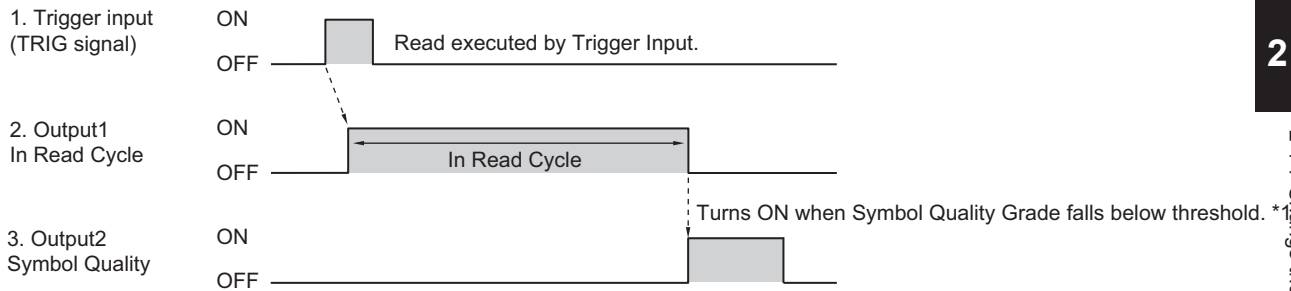 1. Trigger input
(TRIG signal)
ON
OFF
Read executed by Trigger Input.
2
2. Output1
In Read Cycle
ON
OFF
In Read Cycle
Turns ON when Symbol Quality Grade falls below threshold. *1
3. Output2
Symbol Quality
ON
OFF